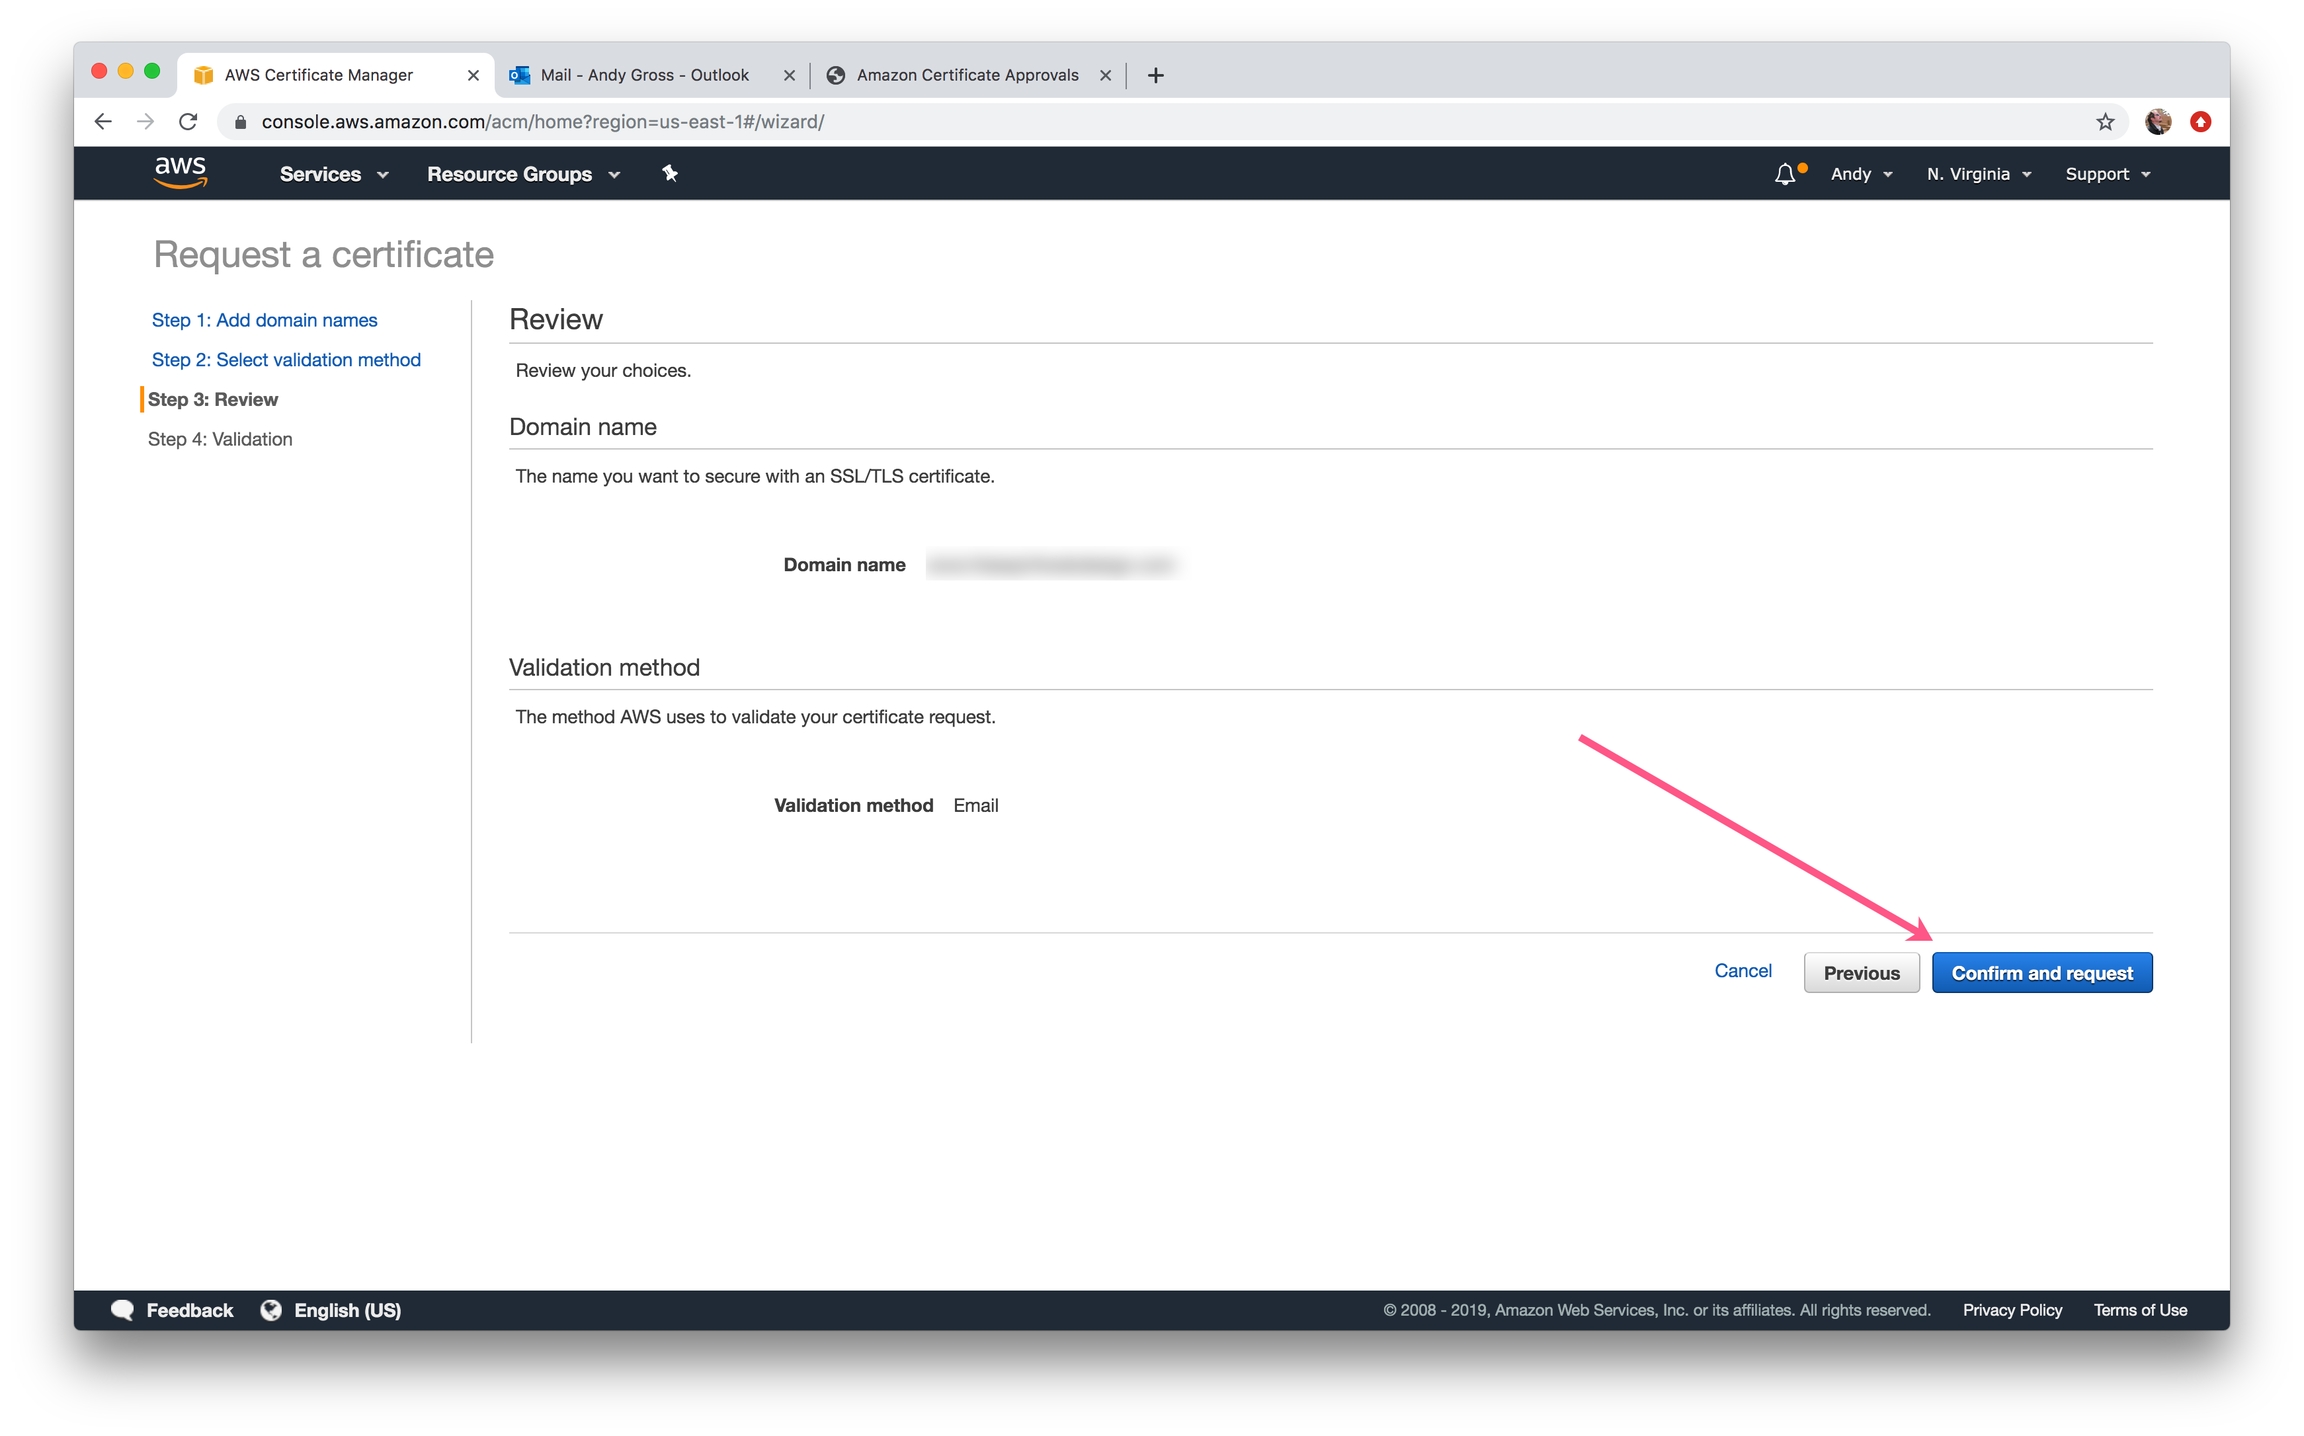 AWS Certificate Manager
Mail - Andy Gross - Outlook
Amazon Certificate Approvals
console.aws.amazon.com/acm/home?region=us-east-1#/wizard/
aws
Services
Resource Groups
Andy
N. Virginia
Support
Request a certificate
Step 1: Add domain names
Step 2: Select validation method
Step 3: Review
Step 4: Validation
Review
Review your choices.
Domain name
The name you want to secure with an SSL/TLS certificate.
Domain name
Validation method
The method AWS uses to validate your certificate request.
Validation method Email
Cancel
Previous
Confirm and request
Feedback
English (US)
© 2008 - 2019, Amazon Web Services, Inc. or its affiliates. All rights reserved.
Privacy Policy
Terms of Use